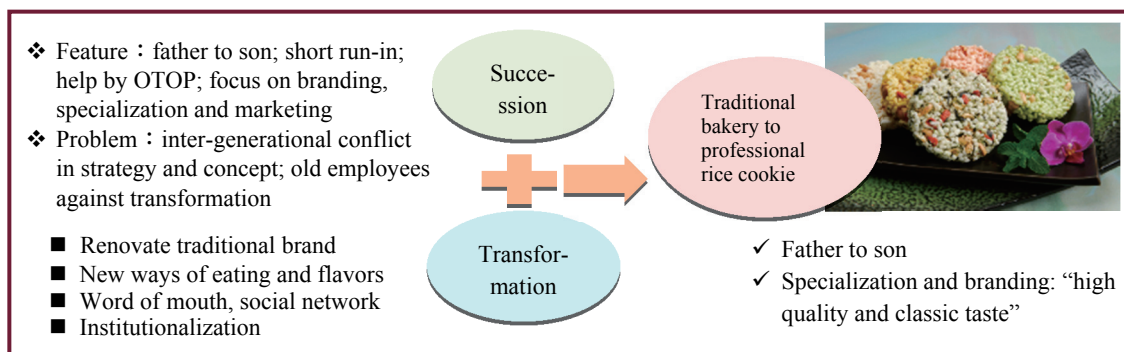 ❖ Feature：father to son; short run-in;
help by OTOP; focus on branding,
specialization and marketing
❖ Problem：inter-generational conflict
in strategy and concept; old employees
against transformation
■ Renovate traditional brand
■ New ways of eating and flavors
■ Word of mouth, social network
■ Institutionalization
Succe-
ssion
Transfor-
mation
Traditional
bakery to
professional
rice cookie
✓ Father to son
✓ Specialization and branding: “high
quality and classic taste”